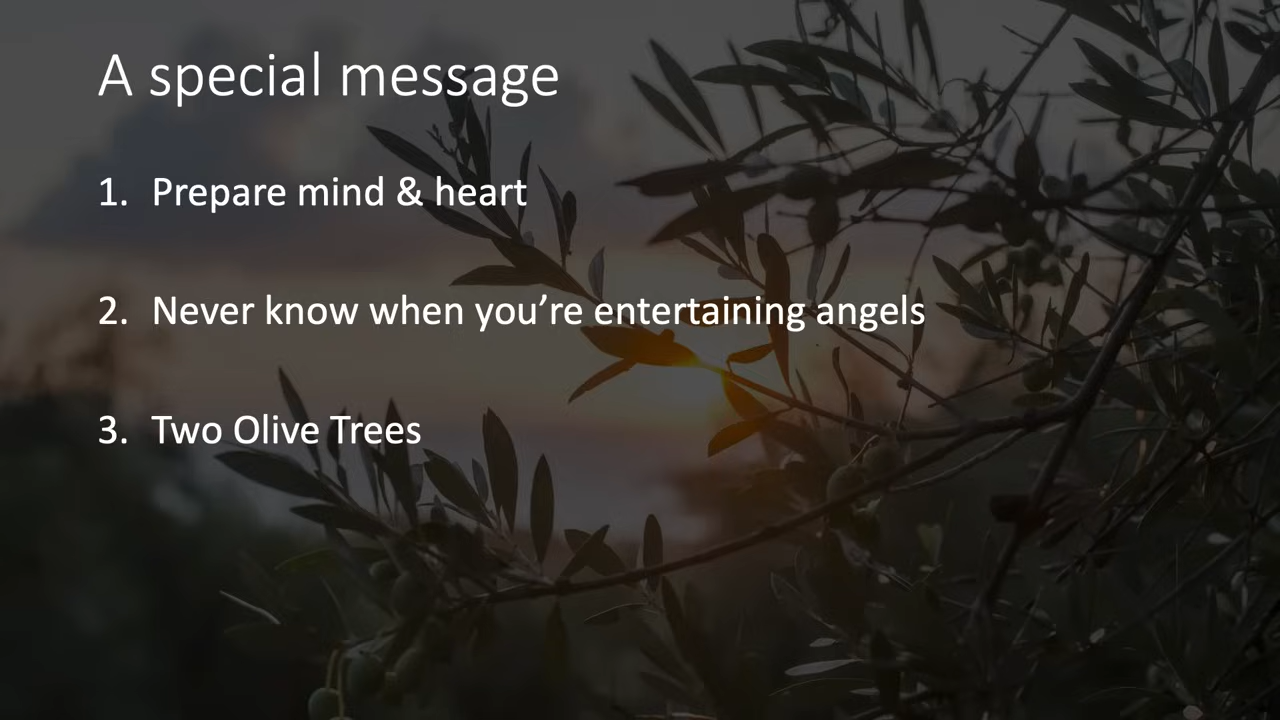 A special message
1. Prepare mind & heart
2. Never know when you’re entertaining angels
3. Two Olive Trees